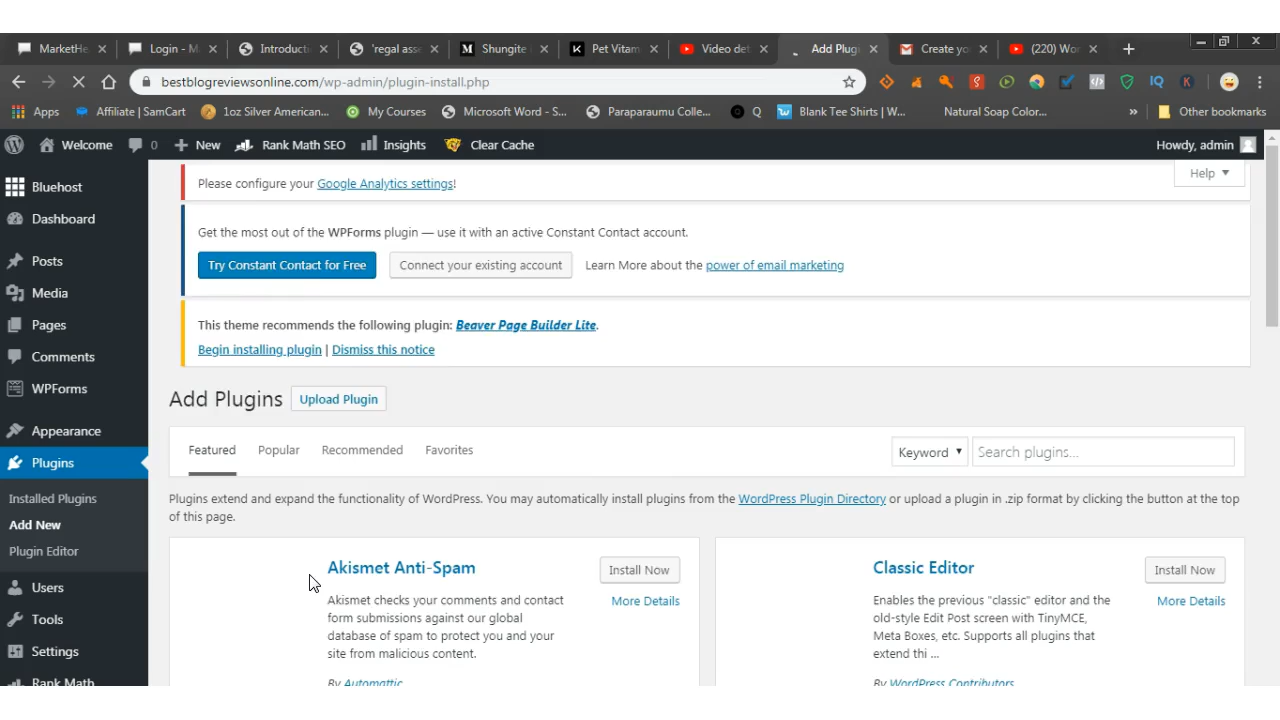 MarketHe
Login - M
Introducti
'regal ass
Shungite
Pet Vitam
Video det
Add Plugi
Create yo
(220) Wor
bestblogreviewsonline.com/wp-admin/plugin-install.php
Apps
Affiliate | SamCart
1oz Silver American...
My Courses
Microsoft Word - S...
Paraparaumu Colle...
Q
Blank Tee Shirts | W...
Natural Soap Color...
»
Other bookmarks
Welcome
0
New
Rank Math SEO
Insights
Clear Cache
Howdy, admin
Bluehost
Dashboard
Posts
Media
Pages
Comments
WPForms
Appearance
Plugins
Installed Plugins
Add New
Plugin Editor
Users
Tools
Settings
Rank Math
Help
Please configure your Google Analytics settings!
Get the most out of the WPForms plugin — use it with an active Constant Contact account.
Try Constant Contact for Free
Connect your existing account
Learn More about the power of email marketing
This theme recommends the following plugin: Beaver Page Builder Lite.
Begin installing plugin | Dismiss this notice
Add Plugins
Upload Plugin
Featured
Popular
Recommended
Favorites
Keyword
Search plugins...
Plugins extend and expand the functionality of WordPress. You may automatically install plugins from the WordPress Plugin Directory or upload a plugin in .zip format by clicking the button at the top
of this page.
Akismet Anti-Spam
Install Now
More Details
Akismet checks your comments and contact
form submissions against our global
database of spam to protect you and your
site from malicious content.
By Automattic
Classic Editor
Install Now
More Details
Enables the previous "classic" editor and the
old-style Edit Post screen with TinyMCE,
Meta Boxes, etc. Supports all plugins that
extend thi ...
By WordPress Contributors